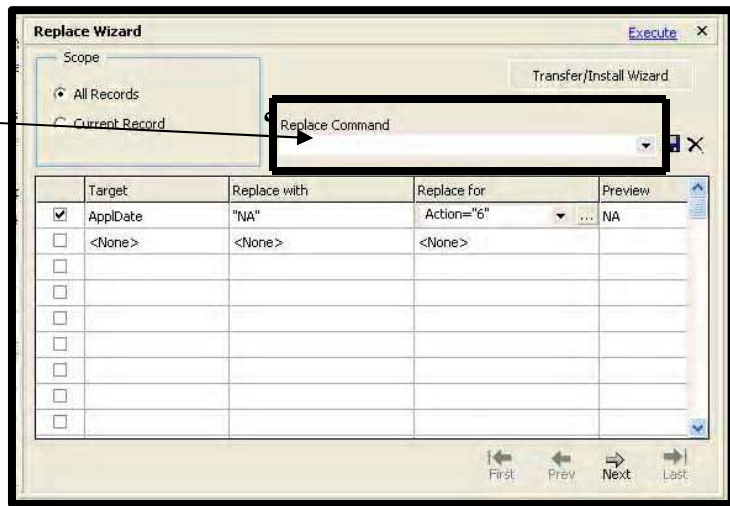 Replace Wizard Execute
Scope
All Records
Current Record
Transfer/Install Wizard
Replace Command
Target Replace with Replace for Preview
ApplDate "NA" Action="6" ... NA
<None> <None> <None>
First Prev Next Last